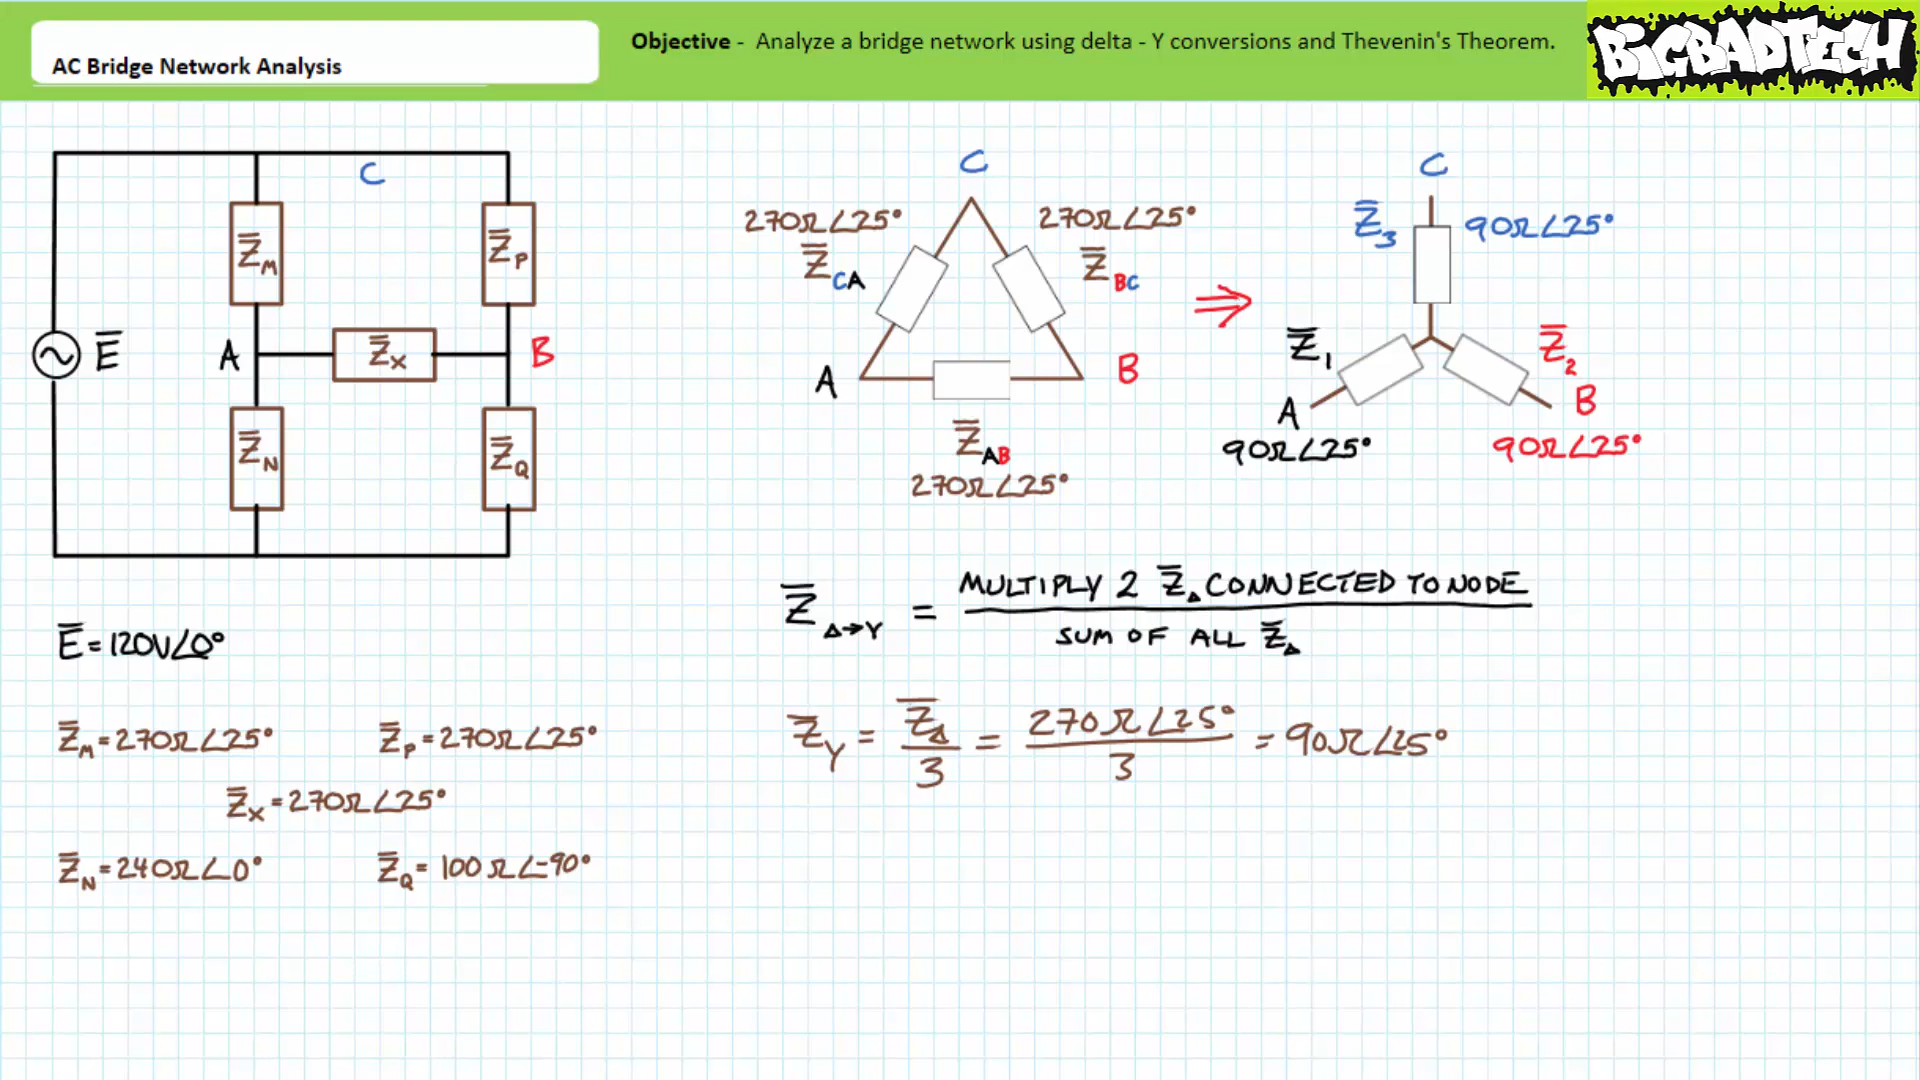 AC Bridge Network Analysis
Objective - Analyze a bridge network using delta - Y conversions and Thevenin's Theorem.
BIGBADTECH
C
Z̅M
Z̅P
E̅
A
Z̅X
B
Z̅N
Z̅Q
E̅ = 120V∠0°
Z̅M = 270Ω∠25°
Z̅P = 270Ω∠25°
Z̅X = 270Ω∠25°
Z̅N = 240Ω∠0°
Z̅Q = 100Ω∠-90°
C
270Ω∠25°
270Ω∠25°
Z̅CA
Z̅BC
A
B
Z̅AB
270Ω∠25°
⇒
C
Z̅3
90Ω∠25°
Z̅1
Z̅2
A
B
90Ω∠25°
90Ω∠25°
Z̅Δ→Y = MULTIPLY 2 Z̅Δ CONNECTED TO NODE
SUM OF ALL Z̅Δ
Z̅Y = Z̅Δ/3 = 270Ω∠25°/3 = 90Ω∠25°